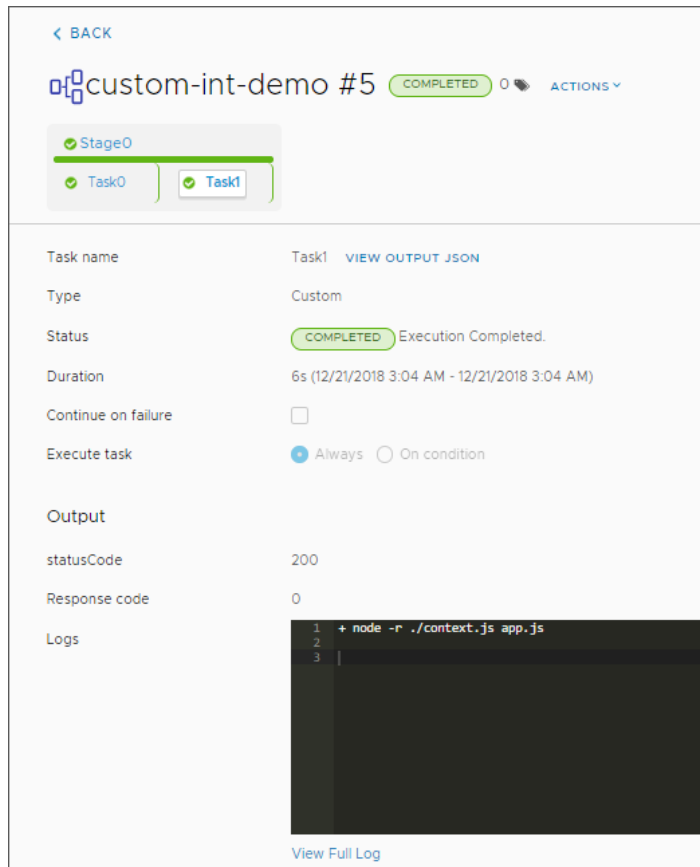 < BACK
custom-int-demo #5 COMPLETED 0 ACTIONS
Stage0
Task0 Task1
Task name Task1 VIEW OUTPUT JSON
Type Custom
Status COMPLETED Execution Completed.
Duration 6s (12/21/2018 3:04 AM - 12/21/2018 3:04 AM)
Continue on failure
Execute task Always On condition
Output
statusCode 200
Response code 0
Logs
1 + node -r ./context.js app.js
2
3
View Full Log